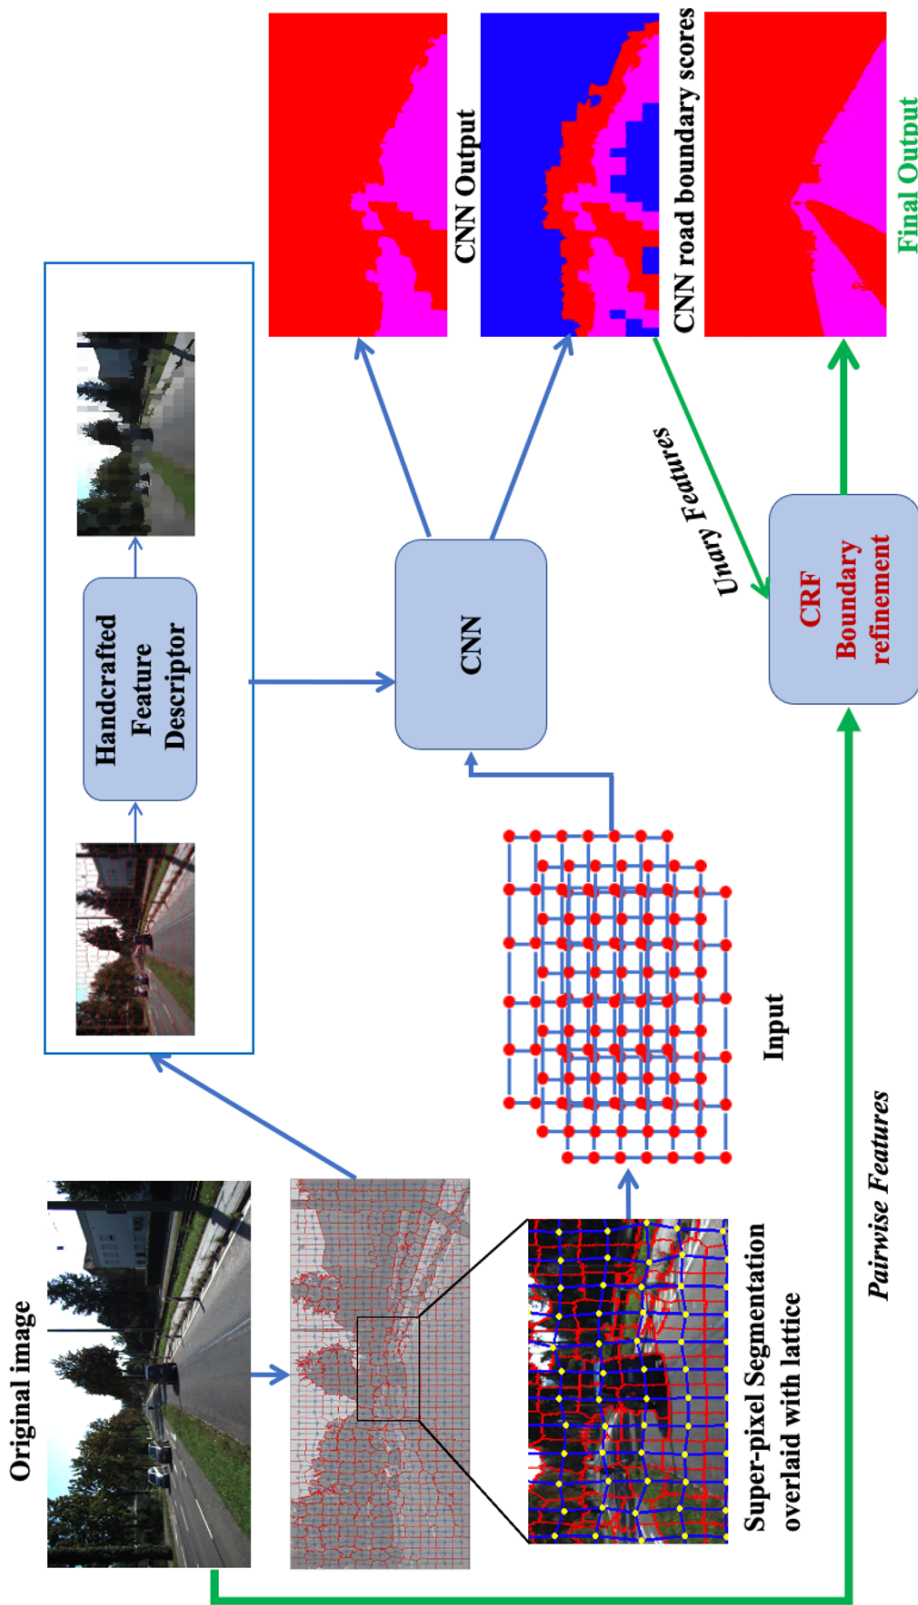 Original image
Handcrafted
Feature
Descriptor
Super-pixel Segmentation
overlaid with lattice
Input
CNN
CNN Output
CNN road boundary scores
Unary Features
Pairwise Features
CRF
Boundary
refinement
Final Output